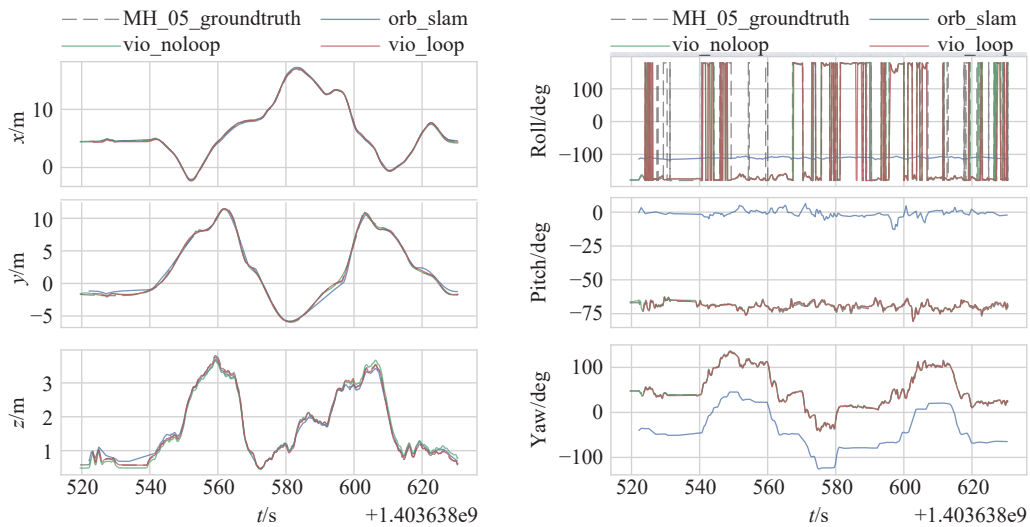 MH_05_groundtruth orb_slam
vio_noloop vio_loop
x/m
10
0
y/m
10
5
0
−5
z/m
3
2
1
520 540 560 580 600 620
t/s +1.403638e9
MH_05_groundtruth orb_slam
vio_noloop vio_loop
Roll/deg
100
0
−100
Pitch/deg
0
−25
−50
−75
Yaw/deg
100
0
−100
520 540 560 580 600 620
t/s +1.403638e9